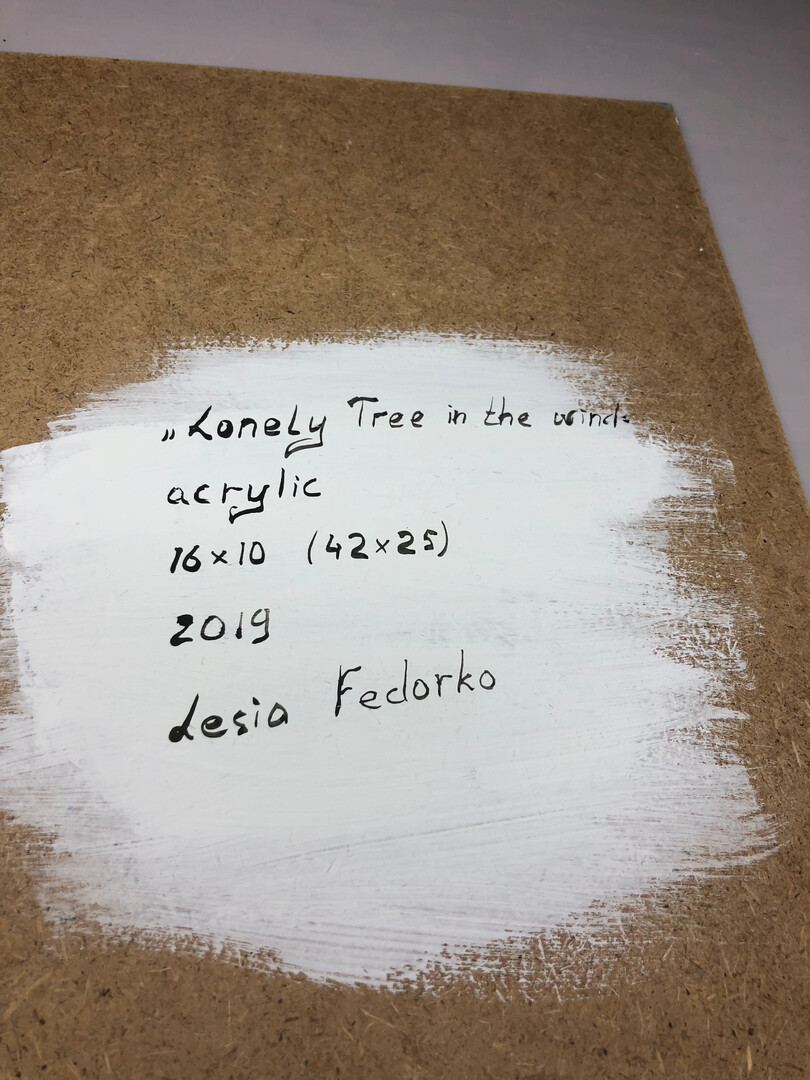 „Lonely Tree in the wind"
acrylic
16×10 (42×25)
2019
Lesia Fedorko